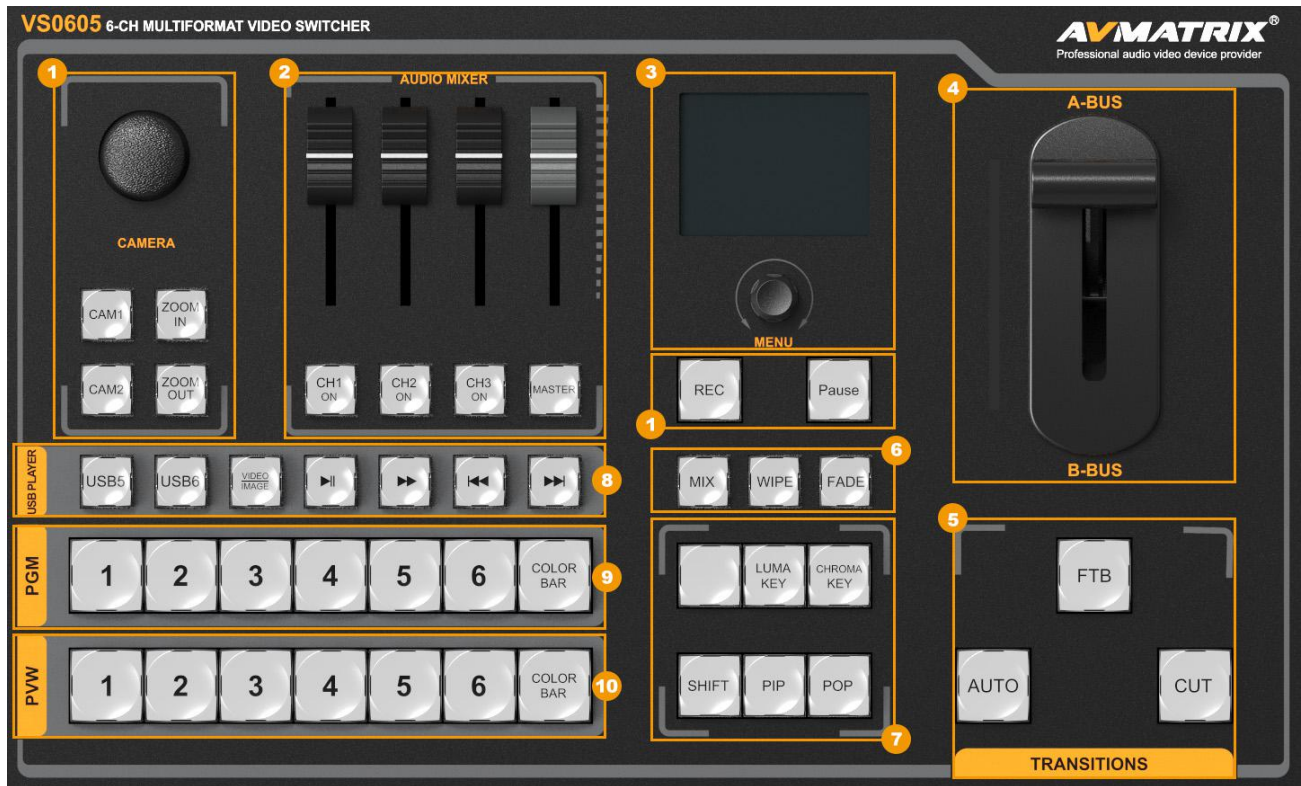 VS0605 6-CH MULTIFORMAT VIDEO SWITCHER
AVMATRIX®
Professional audio video device provider
1
CAMERA
CAM1
ZOOM
IN
CAM2
ZOOM
OUT
2
AUDIO MIXER
CH1
ON
CH2
ON
CH3
ON
MASTER
3
MENU
1
REC
Pause
4
A-BUS
B-BUS
USB PLAYER
USB5
USB6
VIDEO
IMAGE
8
6
MIX
WIPE
FADE
PGM
1
2
3
4
5
6
COLOR
BAR
9
PVW
1
2
3
4
5
6
COLOR
BAR
10
LUMA
KEY
CHROMA
KEY
SHIFT
PIP
POP
7
5
FTB
AUTO
CUT
TRANSITIONS